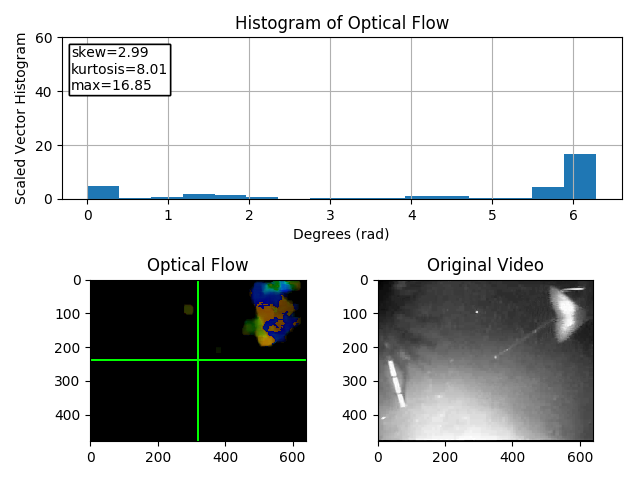 Histogram of Optical Flow
Scaled Vector Histogram
60
40
20
0
skew=2.99
kurtosis=8.01
max=16.85
0 1 2 3 4 5 6
Degrees (rad)
Optical Flow
0
100
200
300
400
0 200 400 600
Original Video
0
100
200
300
400
0 200 400 600